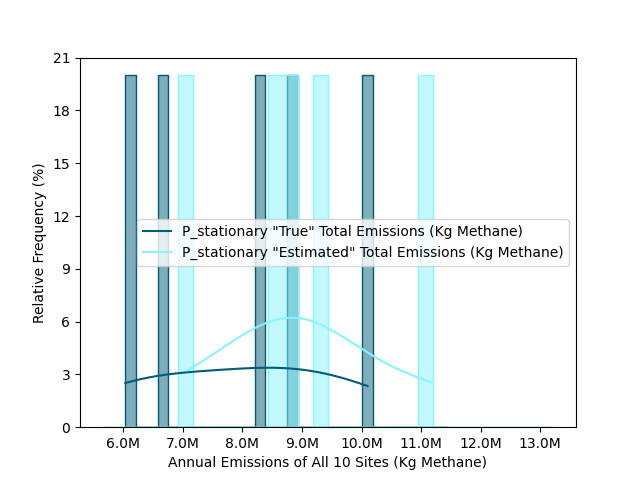 21
18
15
12
9
6
3
0
Relative Frequency (%)
P_stationary "True" Total Emissions (Kg Methane)
P_stationary "Estimated" Total Emissions (Kg Methane)
6.0M 7.0M 8.0M 9.0M 10.0M 11.0M 12.0M 13.0M
Annual Emissions of All 10 Sites (Kg Methane)